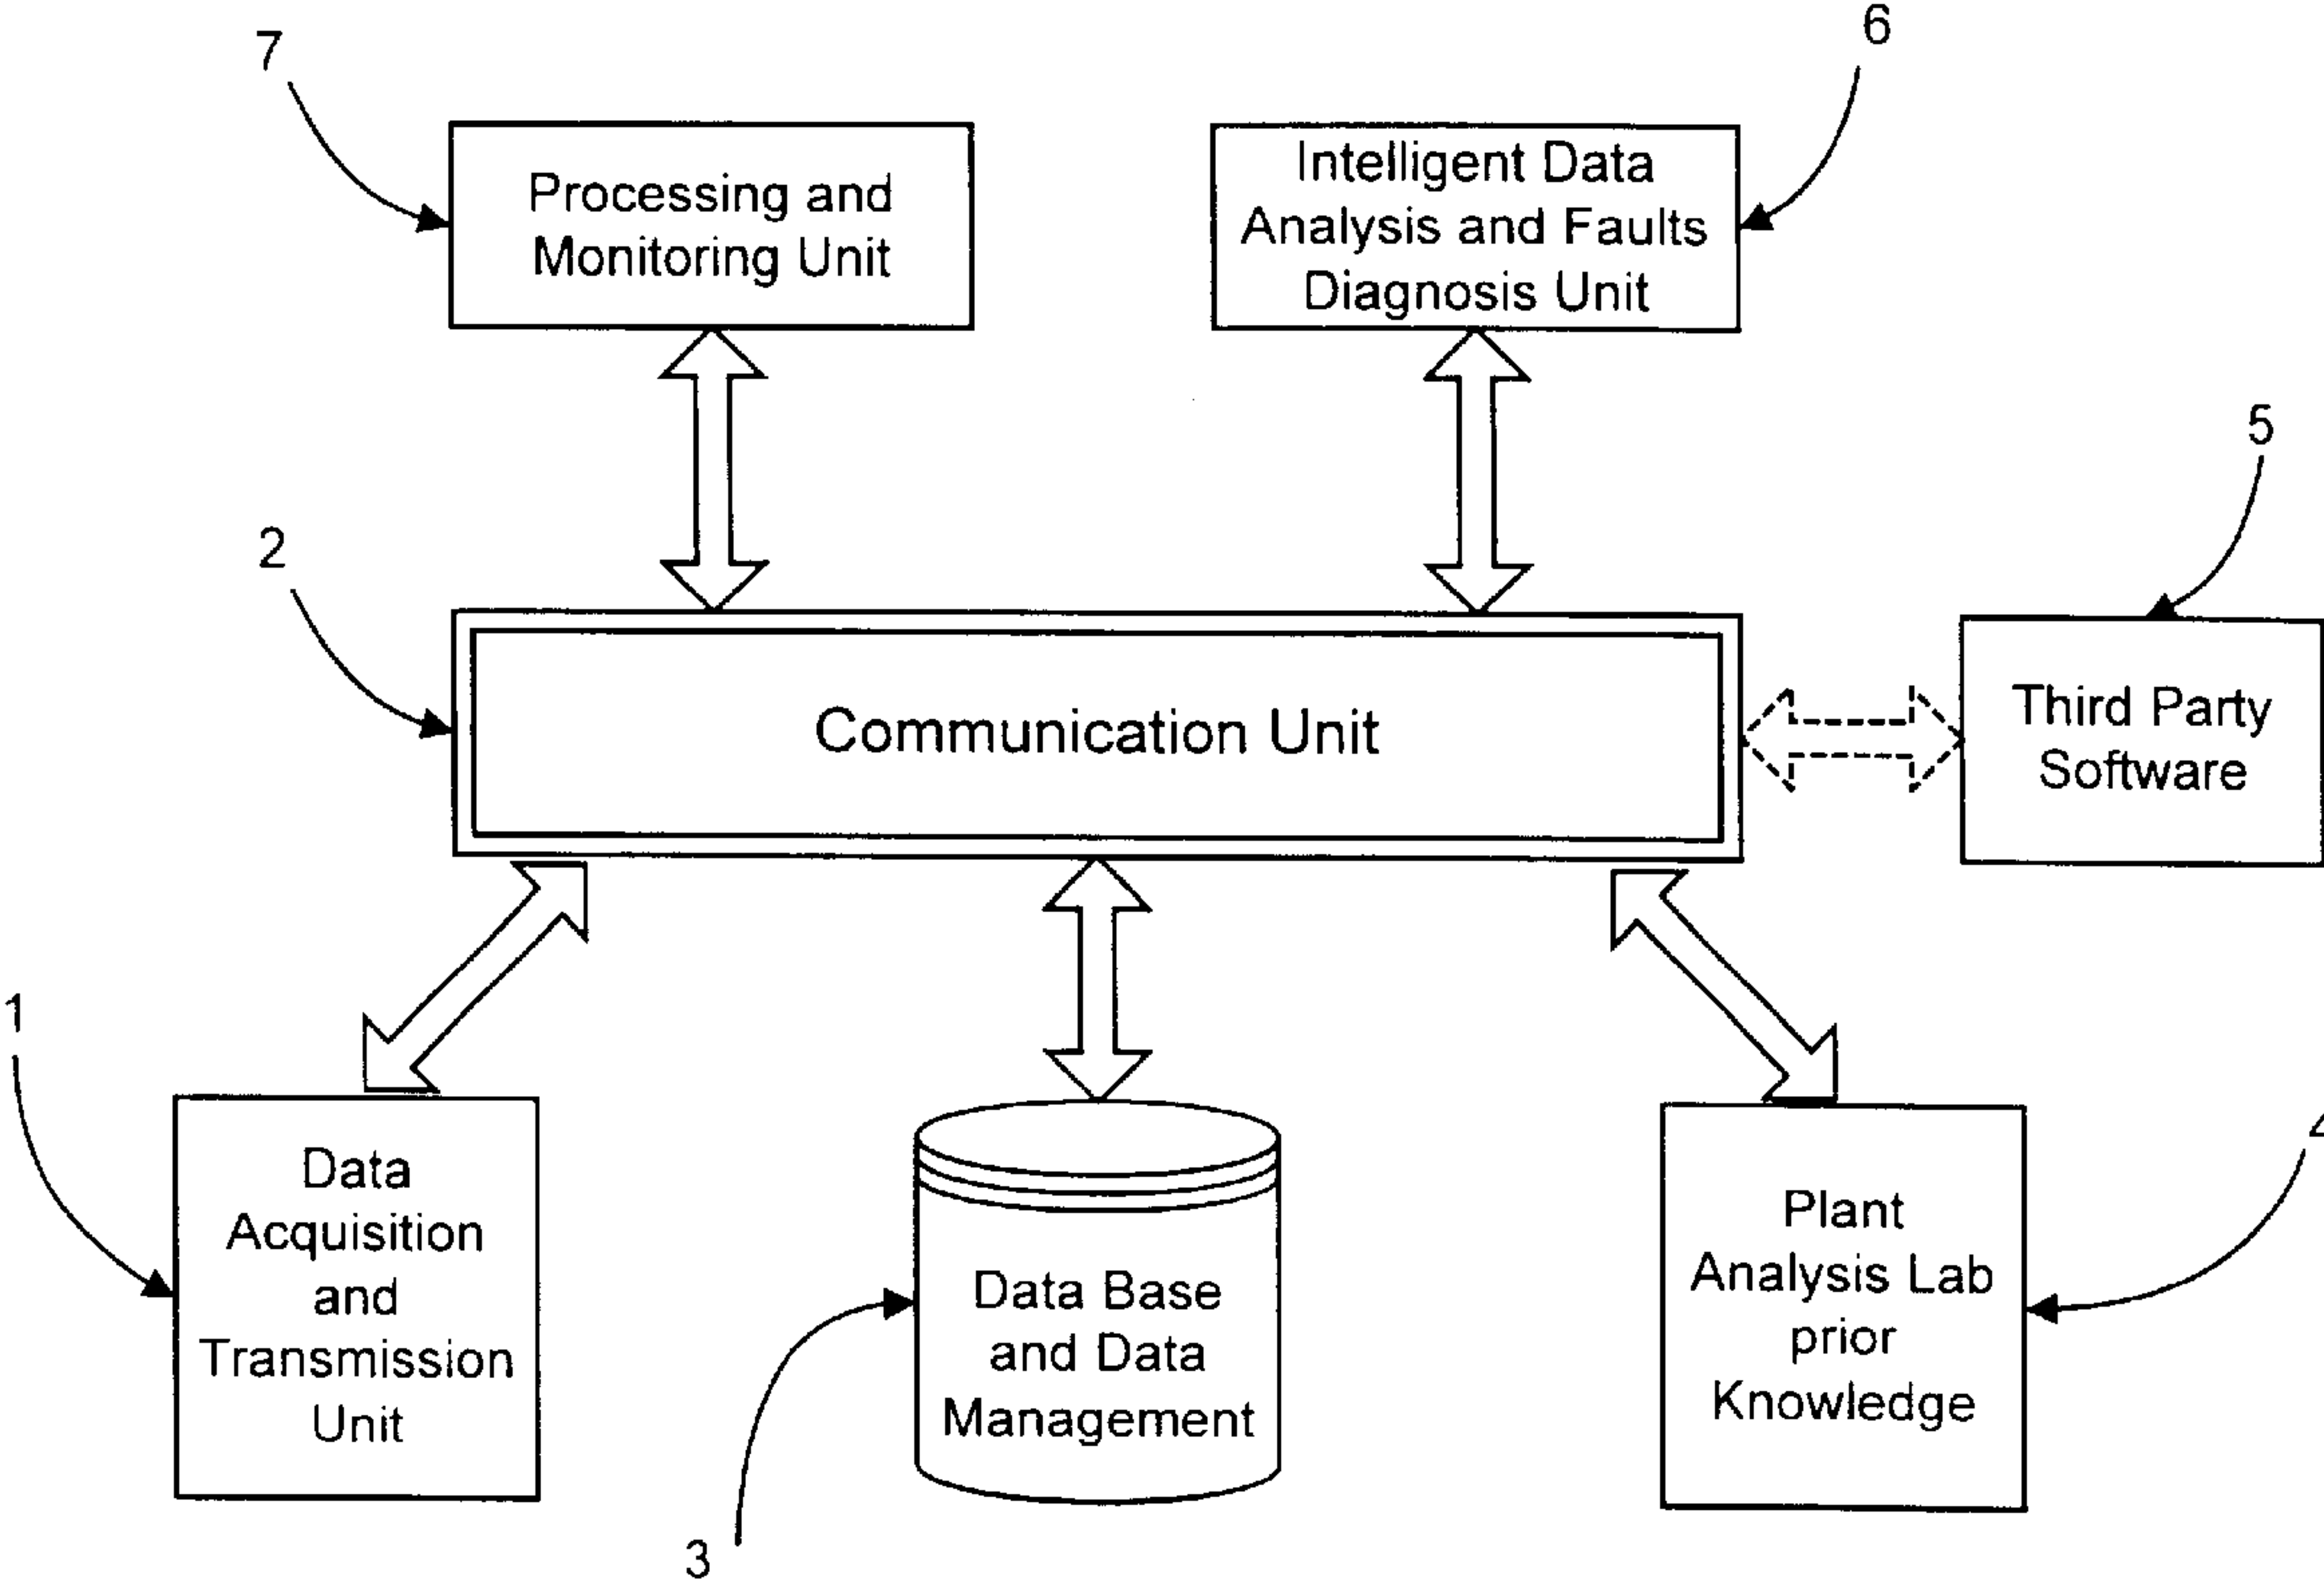 7
6
Processing and
Monitoring Unit
Intelligent Data
Analysis and Faults
Diagnosis Unit
5
2
Communication Unit
Third Party
Software
1
4
Data
Acquisition
and
Transmission
Unit
Data Base
and Data
Management
Plant
Analysis Lab
prior
Knowledge
3